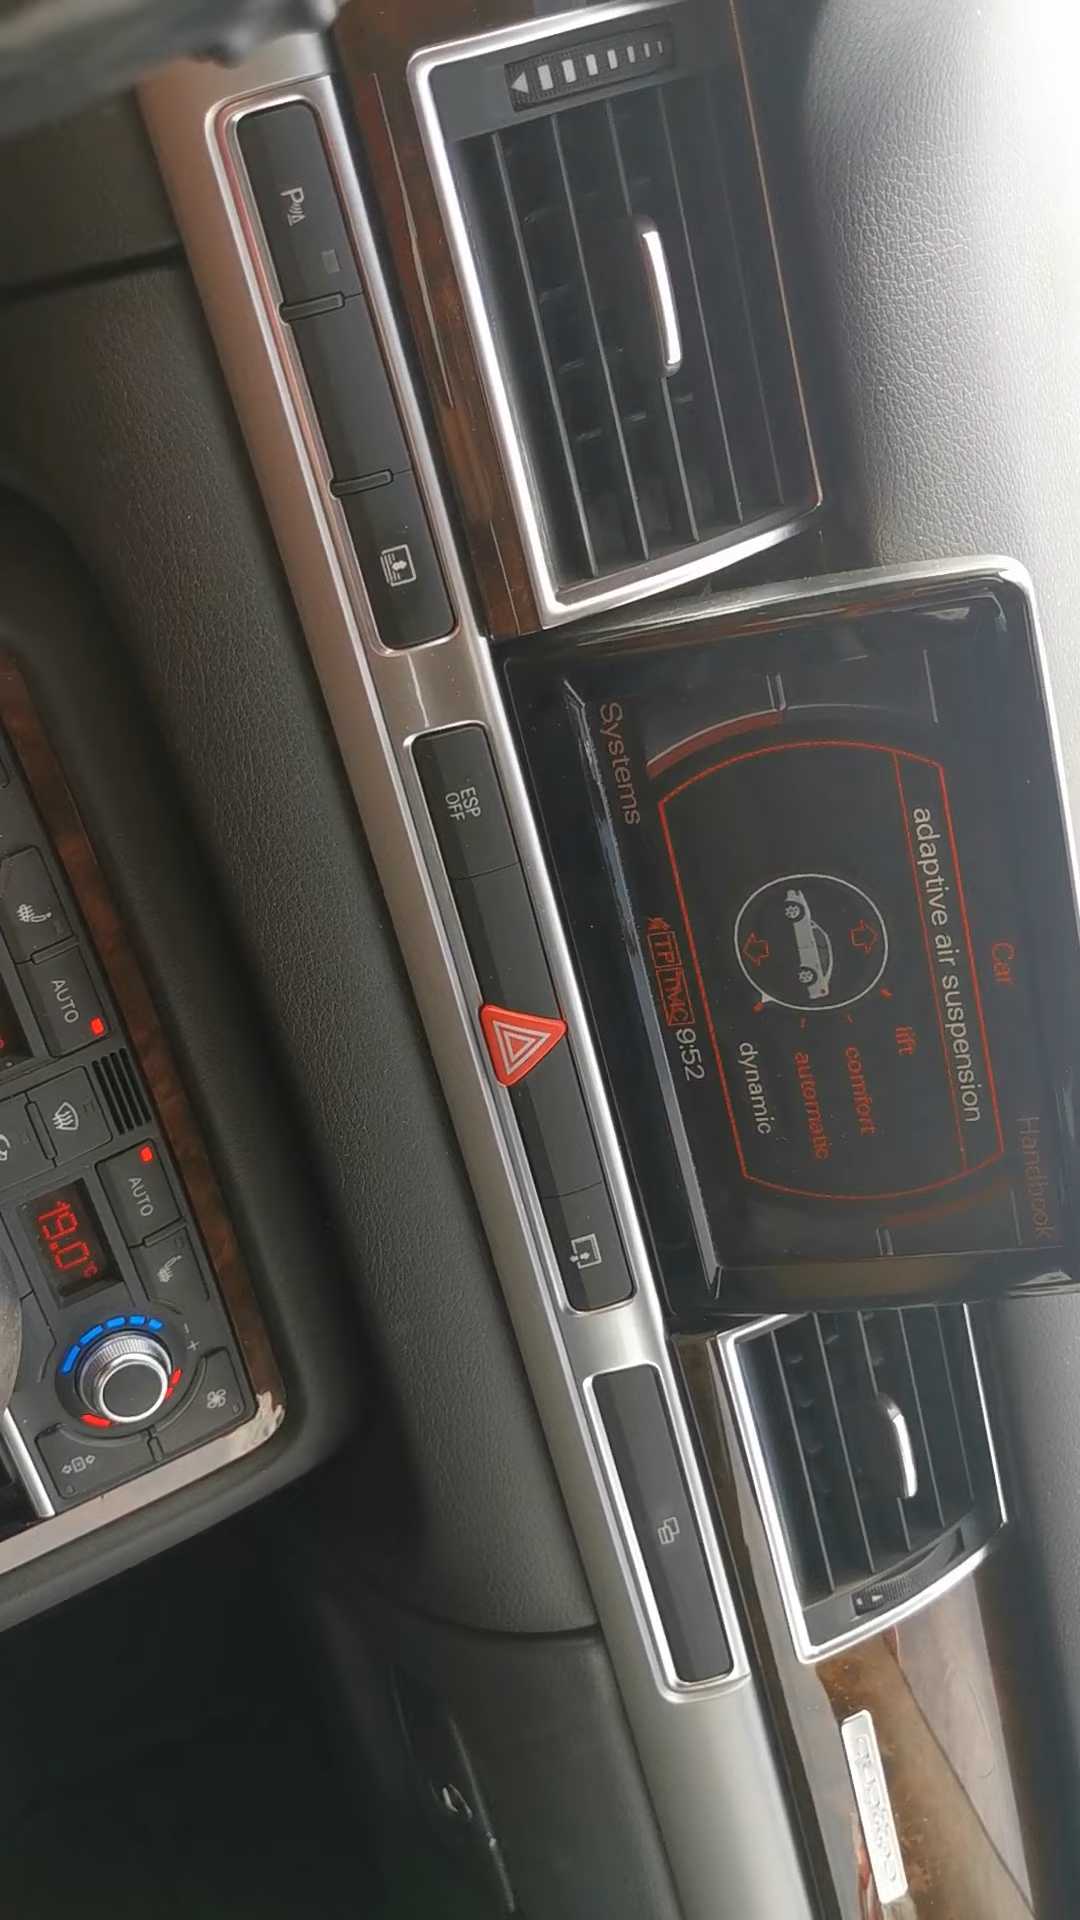 Car
Handbook
adaptive air suspension
lift
comfort
automatic
dynamic
Systems
TP TMC 9:52
P
ESP
OFF
quattro
AUTO
AUTO
19.0°C
- +